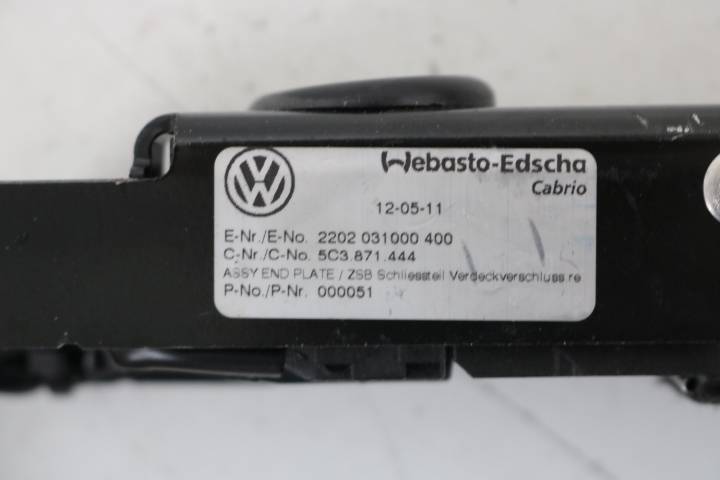 VW
Webasto-Edscha
Cabrio
12-05-11
E-Nr./E-No. 2202 031000 400
C-Nr./C-No. 5C3.871.444
ASSY END PLATE / ZSB Schliessteil Verdeckverschluss re
P-No./P-Nr. 000051